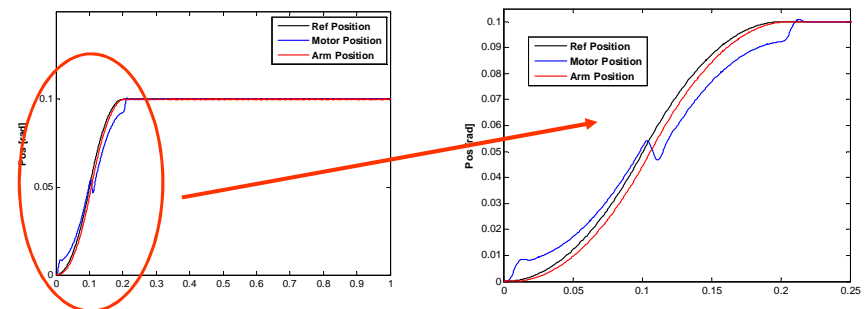 Ref Position
Motor Position
Arm Position
0.1
0.05
0
Pos [rad]
0 0.1 0.2 0.3 0.4 0.5 0.6 0.7 0.8 0.9 1
Ref Position
Motor Position
Arm Position
0.1
0.09
0.08
0.07
0.06
0.05
0.04
0.03
0.02
0.01
0
Pos [rad]
0 0.05 0.1 0.15 0.2 0.25